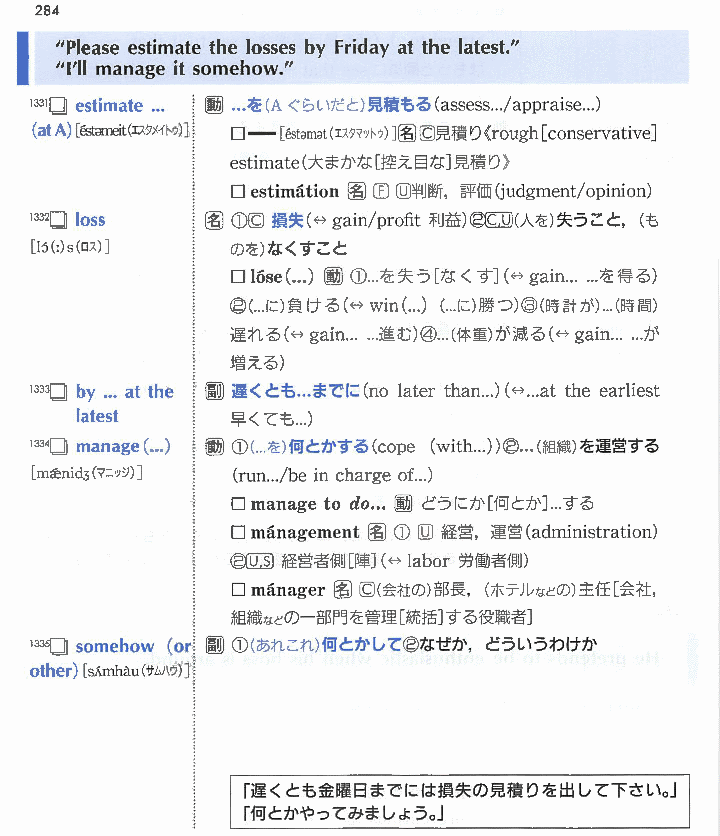 284
"Please estimate the losses by Friday at the latest."
"I'll manage it somehow."
1331□ estimate ...
(at A) [éstəmeit(エスタメイトゥ)]
動 …を(A ぐらいだと)見積もる(assess.../appraise...)
□━━ [éstəmət(エスタマットゥ)]名 C見積り《rough [conservative]
estimate(大まかな[控え目な]見積り)》
□ estimátion 名 F U判断，評価(judgment/opinion)
1332□ loss
[lɔ́(:)s(ロス)]
名 ①C 損失(↔ gain/profit 利益)②C,U(人を)失うこと，(も
のを)なくすこと
□ lóse(...) 動 ①…を失う[なくす](↔ gain... …を得る)
②(…に)負ける(↔ win(...) (…に)勝つ)③(時計が)…(時間)
遅れる(↔ gain... …進む)④…(体重)が減る(↔ gain... …が
増える)
1333□ by ... at the
latest
副 遅くとも…までに(no later than...)(↔...at the earliest
早くても…)
1334□ manage(...)
[mǽnidʒ(マニッジ)]
動 ①(…を)何とかする(cope (with...))②…(組織)を運営する
(run.../be in charge of...)
□ manage to do... 動 どうにか[何とか]…する
□ mánagement 名 ① U 経営，運営(administration)
②U,S 経営者側[陣](↔ labor 労働者側)
□ mánager 名 C(会社の)部長，(ホテルなどの)主任[会社，
組織などの一部門を管理[統括]する役職者]
1335□ somehow (or
other) [sʌ́mhàu(サムハウ)]
副 ①(あれこれ)何とかして②なぜか，どういうわけか
「遅くとも金曜日までには損失の見積りを出して下さい。」
「何とかやってみましょう。」